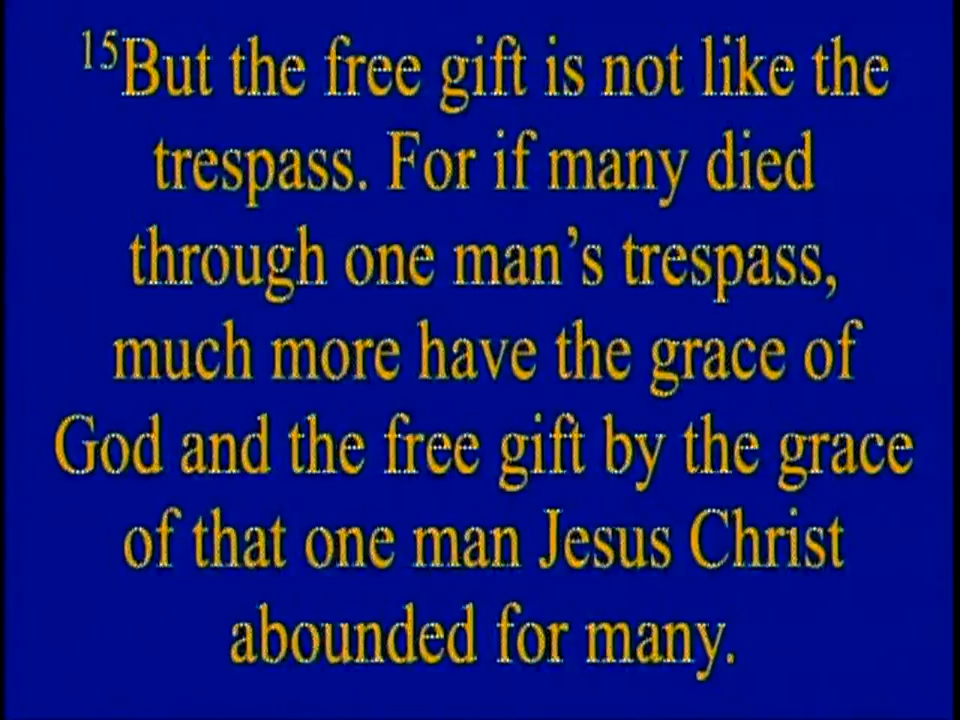 15But the free gift is not like the
trespass. For if many died
through one man’s trespass,
much more have the grace of
God and the free gift by the grace
of that one man Jesus Christ
abounded for many.